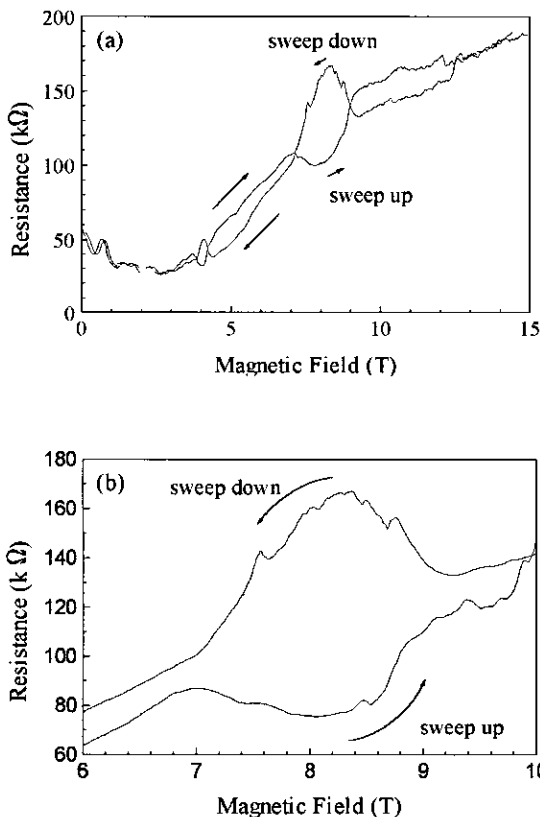 (a)
sweep down
sweep up
Resistance (kΩ)
200
150
100
50
0
0
5
10
15
Magnetic Field (T)
(b)
sweep down
sweep up
Resistance (k Ω)
180
160
140
120
100
80
60
6
7
8
9
10
Magnetic Field (T)